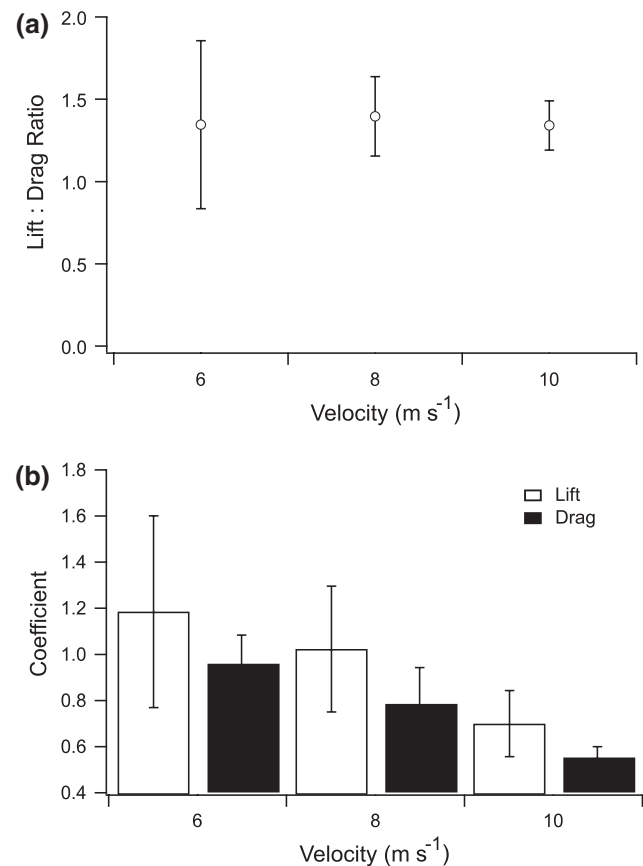 (a)
Lift : Drag Ratio
2.0
1.5
1.0
0.5
0.0
6 8 10
Velocity (m s⁻¹)
(b)
Coefficient
1.8
1.6
1.4
1.2
1.0
0.8
0.6
0.4
Lift
Drag
6 8 10
Velocity (m s⁻¹)